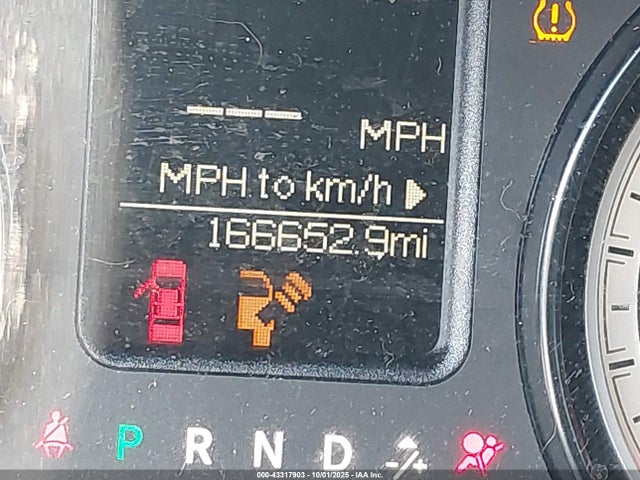 MPH
MPH to km/h
166652.9mi
P R N D
000-43317903 - 10/01/2025 - IAA Inc.